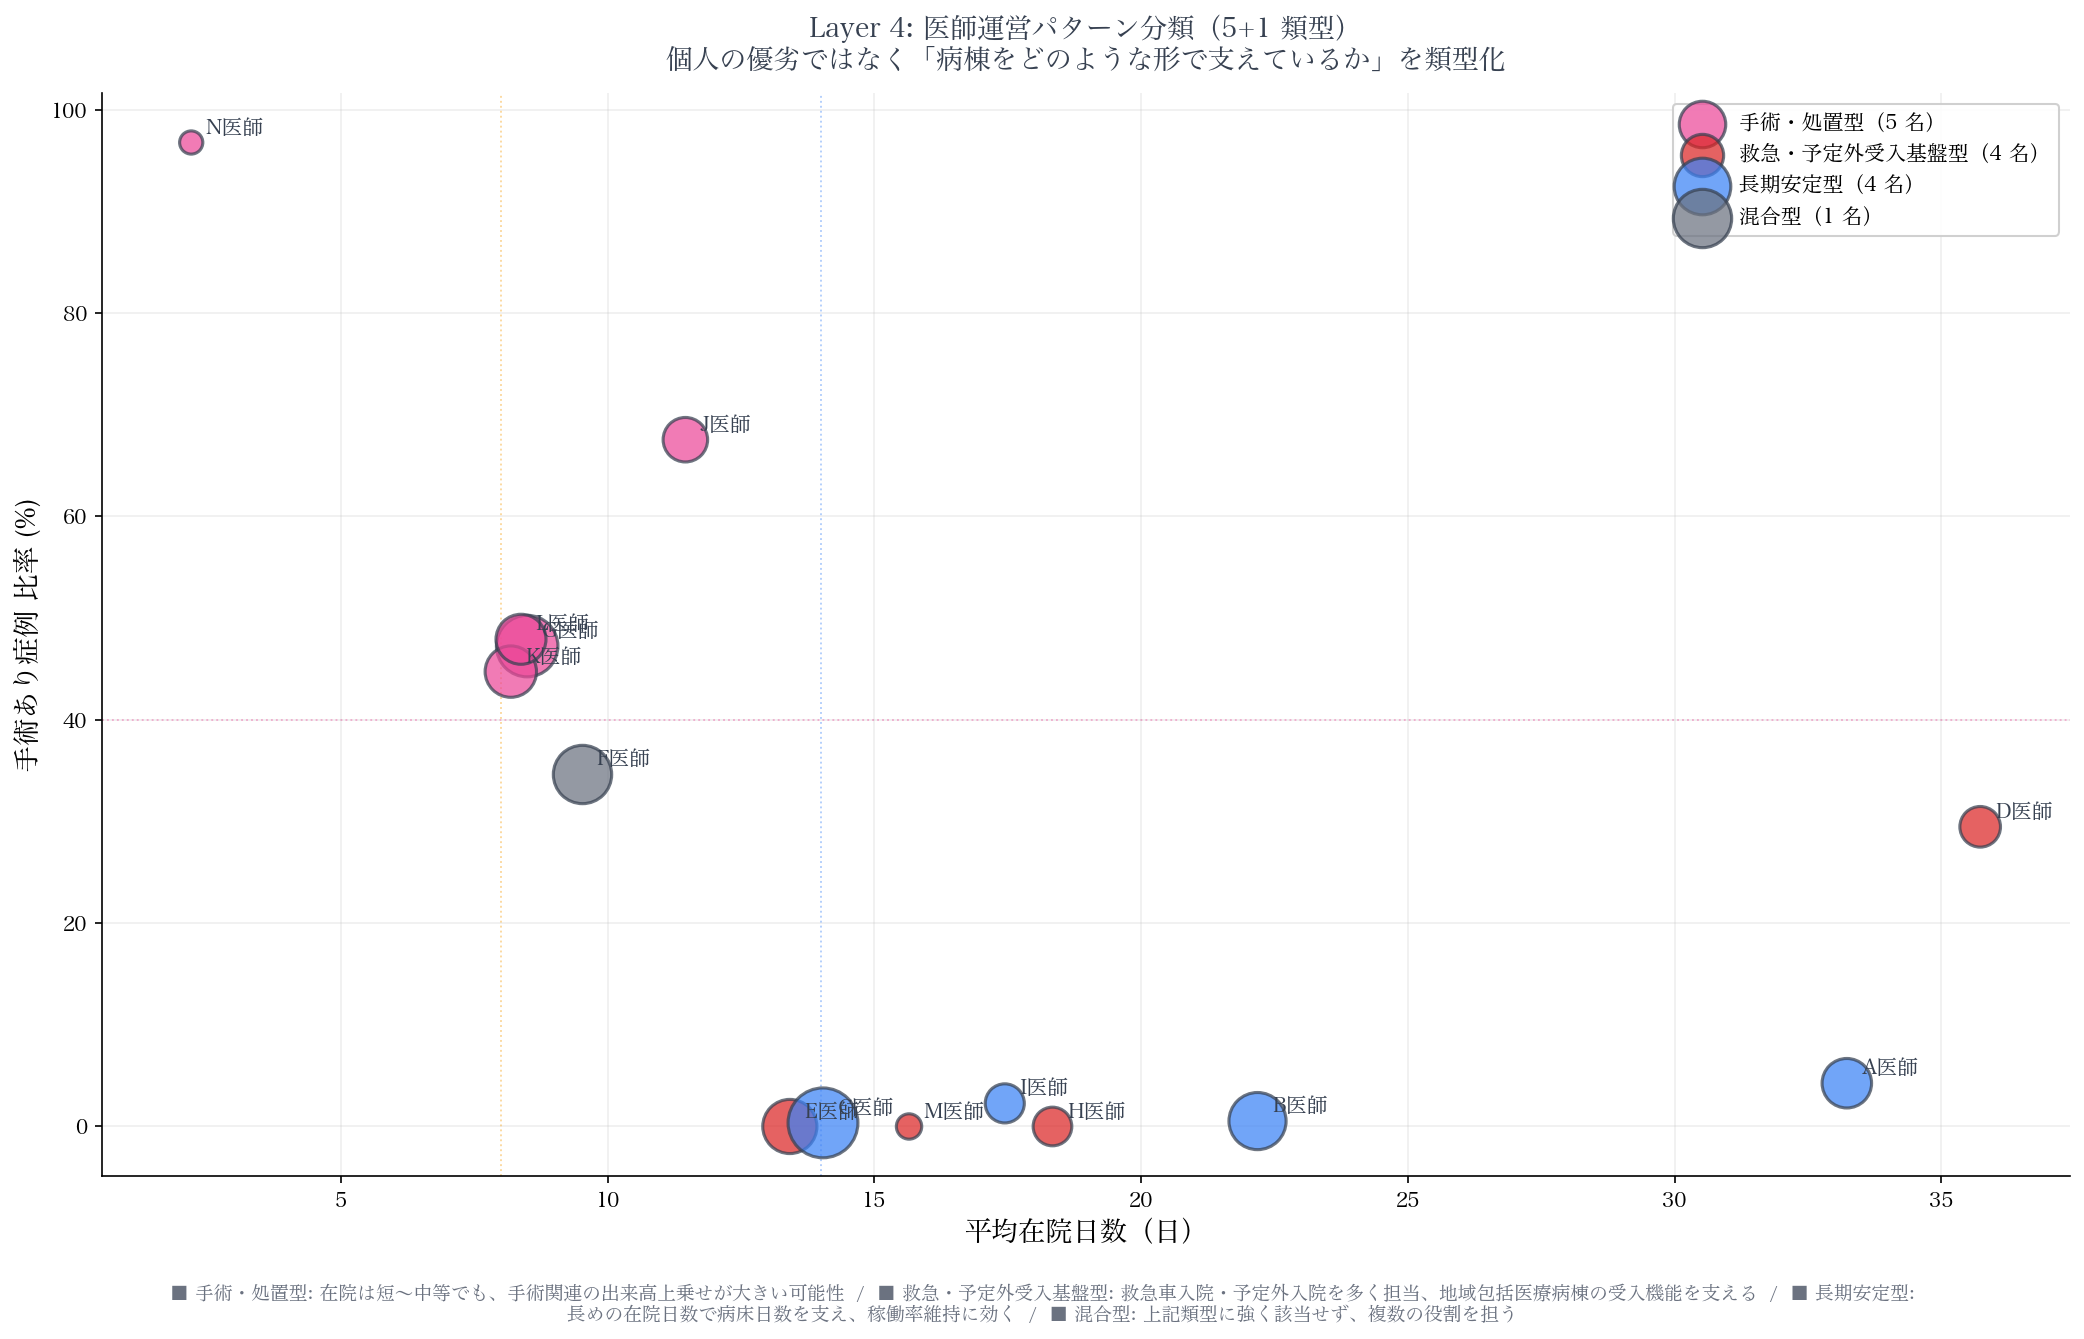 Layer 4: 医師運営パターン分類（5+1 類型）
個人の優劣ではなく「病棟をどのような形で支えているか」を類型化
手術・処置型（5 名）
救急・予定外受入基盤型（4 名）
長期安定型（4 名）
混合型（1 名）
手術あり症例 比率 (%)
100
80
60
40
20
0
N医師
J医師
L医師
G医師
K医師
F医師
D医師
A医師
I医師
B医師
E医師
C医師
M医師
H医師
5
10
15
20
25
30
35
平均在院日数（日）
■ 手術・処置型: 在院は短〜中等でも、手術関連の出来高上乗せが大きい可能性 / ■ 救急・予定外受入基盤型: 救急車入院・予定外入院を多く担当、地域包括医療病棟の受入機能を支える / ■ 長期安定型:
長めの在院日数で病床日数を支え、稼働率維持に効く / ■ 混合型: 上記類型に強く該当せず、複数の役割を担う